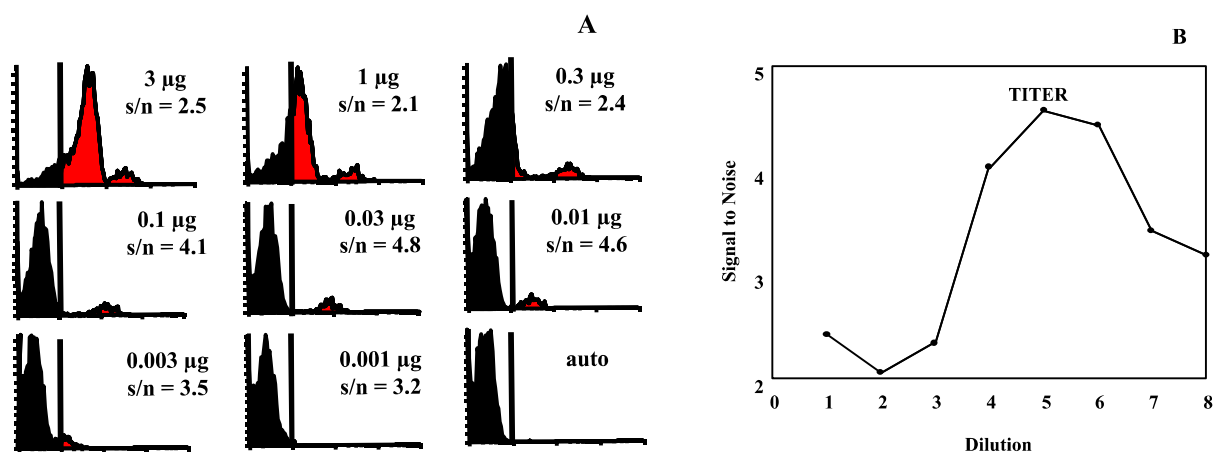 A
3 µg
s/n = 2.5
1 µg
s/n = 2.1
0.3 µg
s/n = 2.4
0.1 µg
s/n = 4.1
0.03 µg
s/n = 4.8
0.01 µg
s/n = 4.6
0.003 µg
s/n = 3.5
0.001 µg
s/n = 3.2
auto
B
TITER
5
4
3
2
Signal to Noise
0 1 2 3 4 5 6 7 8
Dilution